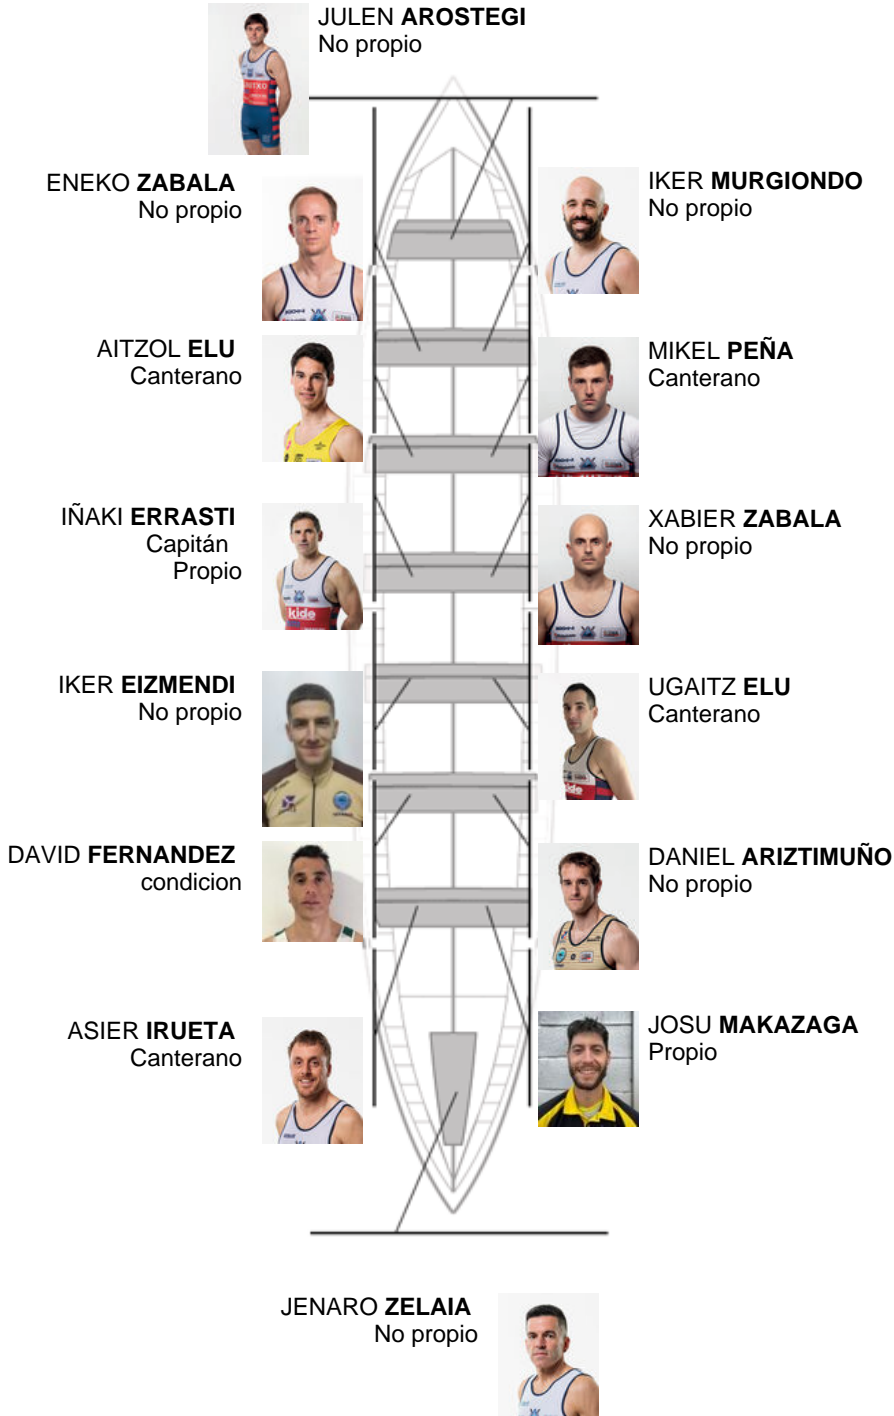 JULEN AROSTEGI
No propio
ENEKO ZABALA
No propio
IKER MURGIONDO
No propio
AITZOL ELU
Canterano
MIKEL PEÑA
Canterano
IÑAKI ERRASTI
Capitán
Propio
XABIER ZABALA
No propio
kide
IKER EIZMENDI
No propio
UGAITZ ELU
Canterano
kide
DAVID FERNANDEZ
condicion
DANIEL ARIZTIMUÑO
No propio
ASIER IRUETA
Canterano
JOSU MAKAZAGA
Propio
JENARO ZELAIA
No propio